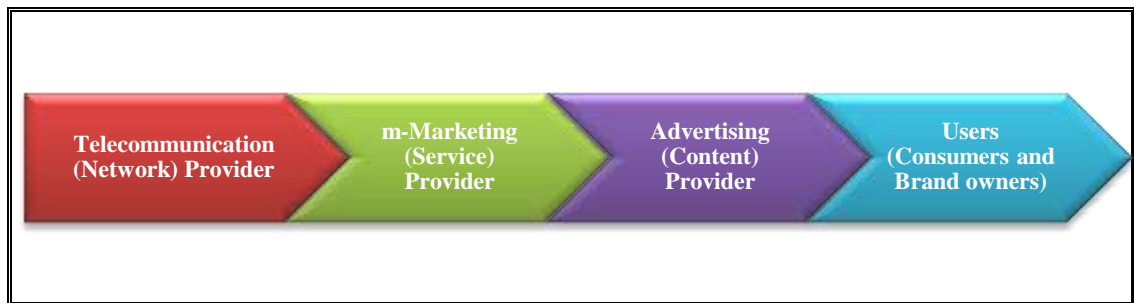 Telecommunication
(Network) Provider
m-Marketing
(Service)
Provider
Advertising
(Content)
Provider
Users
(Consumers and
Brand owners)